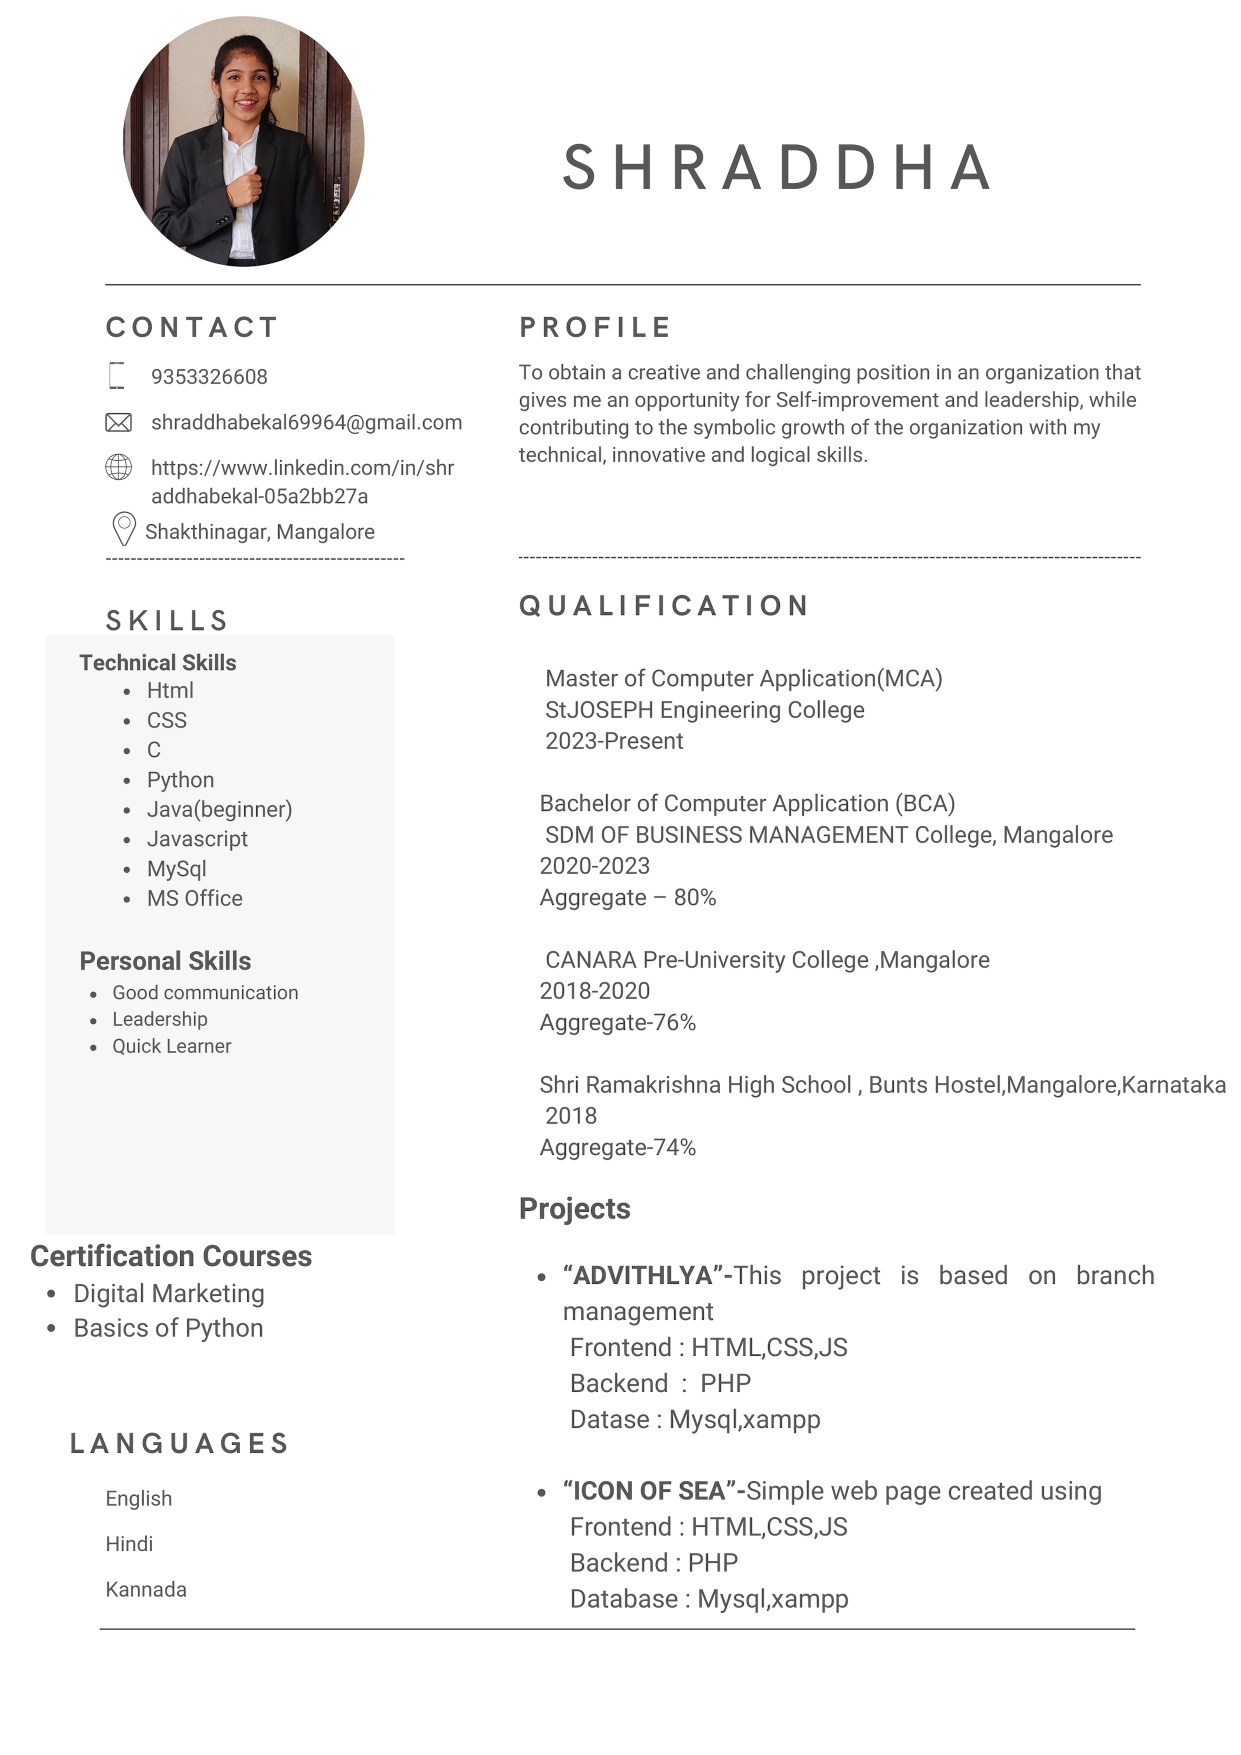 SHRADDHA
CONTACT
9353326608
shraddhabekal69964@gmail.com
https://www.linkedin.com/in/shr
addhabekal-05a2bb27a
Shakthinagar, Mangalore
SKILLS
Technical Skills
• Html
• CSS
• C
• Python
• Java(beginner)
• Javascript
• MySql
• MS Office
Personal Skills
• Good communication
• Leadership
• Quick Learner
Certification Courses
• Digital Marketing
• Basics of Python
LANGUAGES
English
Hindi
Kannada
PROFILE
To obtain a creative and challenging position in an organization that
gives me an opportunity for Self-improvement and leadership, while
contributing to the symbolic growth of the organization with my
technical, innovative and logical skills.
QUALIFICATION
Master of Computer Application(MCA)
StJOSEPH Engineering College
2023-Present
Bachelor of Computer Application (BCA)
SDM OF BUSINESS MANAGEMENT College, Mangalore
2020-2023
Aggregate – 80%
CANARA Pre-University College ,Mangalore
2018-2020
Aggregate-76%
Shri Ramakrishna High School , Bunts Hostel,Mangalore,Karnataka
2018
Aggregate-74%
Projects
• “ADVITHLYA”-This project is based on branch
management
Frontend : HTML,CSS,JS
Backend : PHP
Datase : Mysql,xampp
• “ICON OF SEA”-Simple web page created using
Frontend : HTML,CSS,JS
Backend : PHP
Database : Mysql,xampp